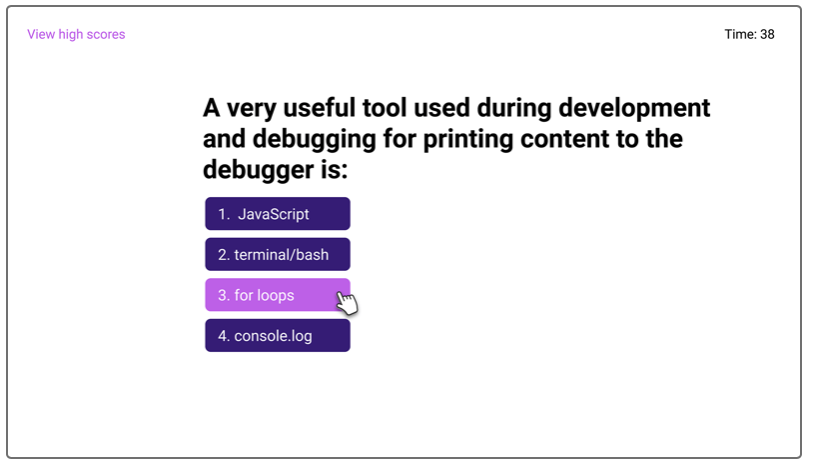 View high scores
Time: 38
A very useful tool used during development
and debugging for printing content to the
debugger is:
1. JavaScript
2. terminal/bash
3. for loops
4. console.log